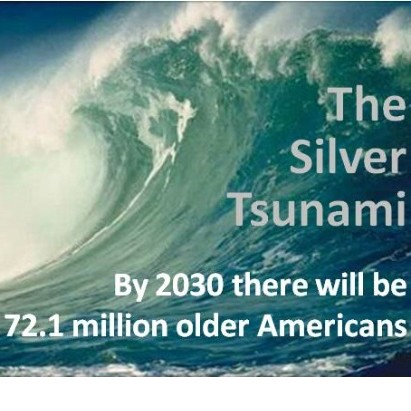 The
Silver
Tsunami
By 2030 there will be
72.1 million older Americans